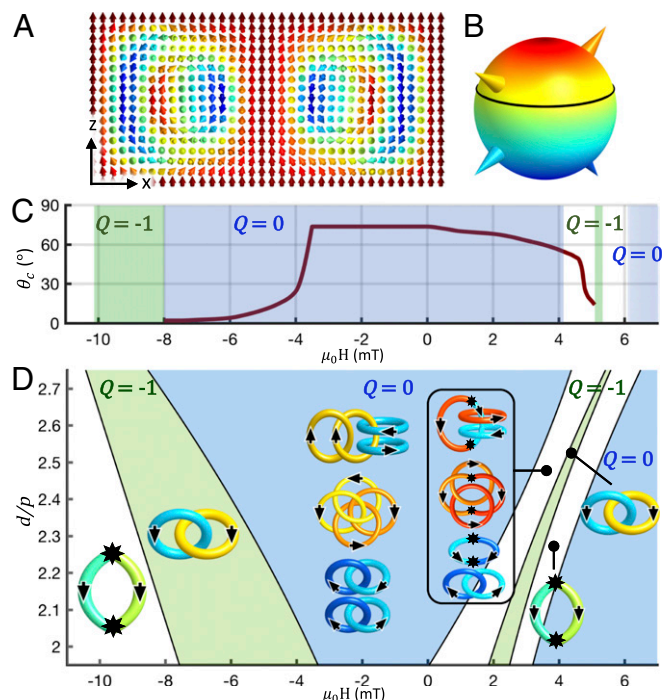 A
B
z
x
C
90
60
30
0
θc (°)
Q = -1
Q = 0
Q = -1
Q = 0
-10
-8
-6
-4
-2
0
2
4
6
μ0H (mT)
D
2.7
2.6
2.5
2.4
2.3
2.2
2.1
2
d/p
Q = -1
Q = 0
Q = -1
Q = 0
-10
-8
-6
-4
-2
0
2
4
6
μ0H (mT)